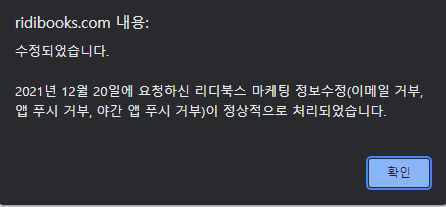 ridibooks.com 내용:
수정되었습니다.
2021년 12월 20일에 요청하신 리디북스 마케팅 정보수정(이메일 거부,
앱 푸시 거부, 야간 앱 푸시 거부)이 정상적으로 처리되었습니다.
확인